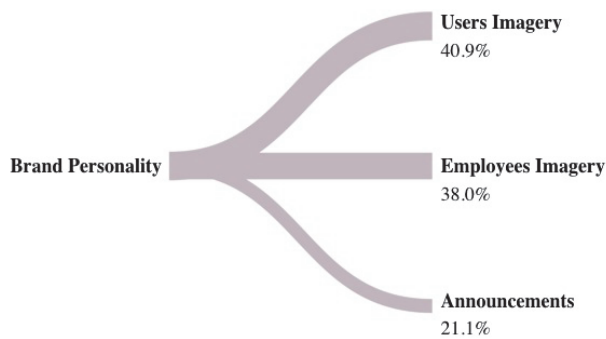 Users Imagery
40.9%
Brand Personality
Employees Imagery
38.0%
Announcements
21.1%